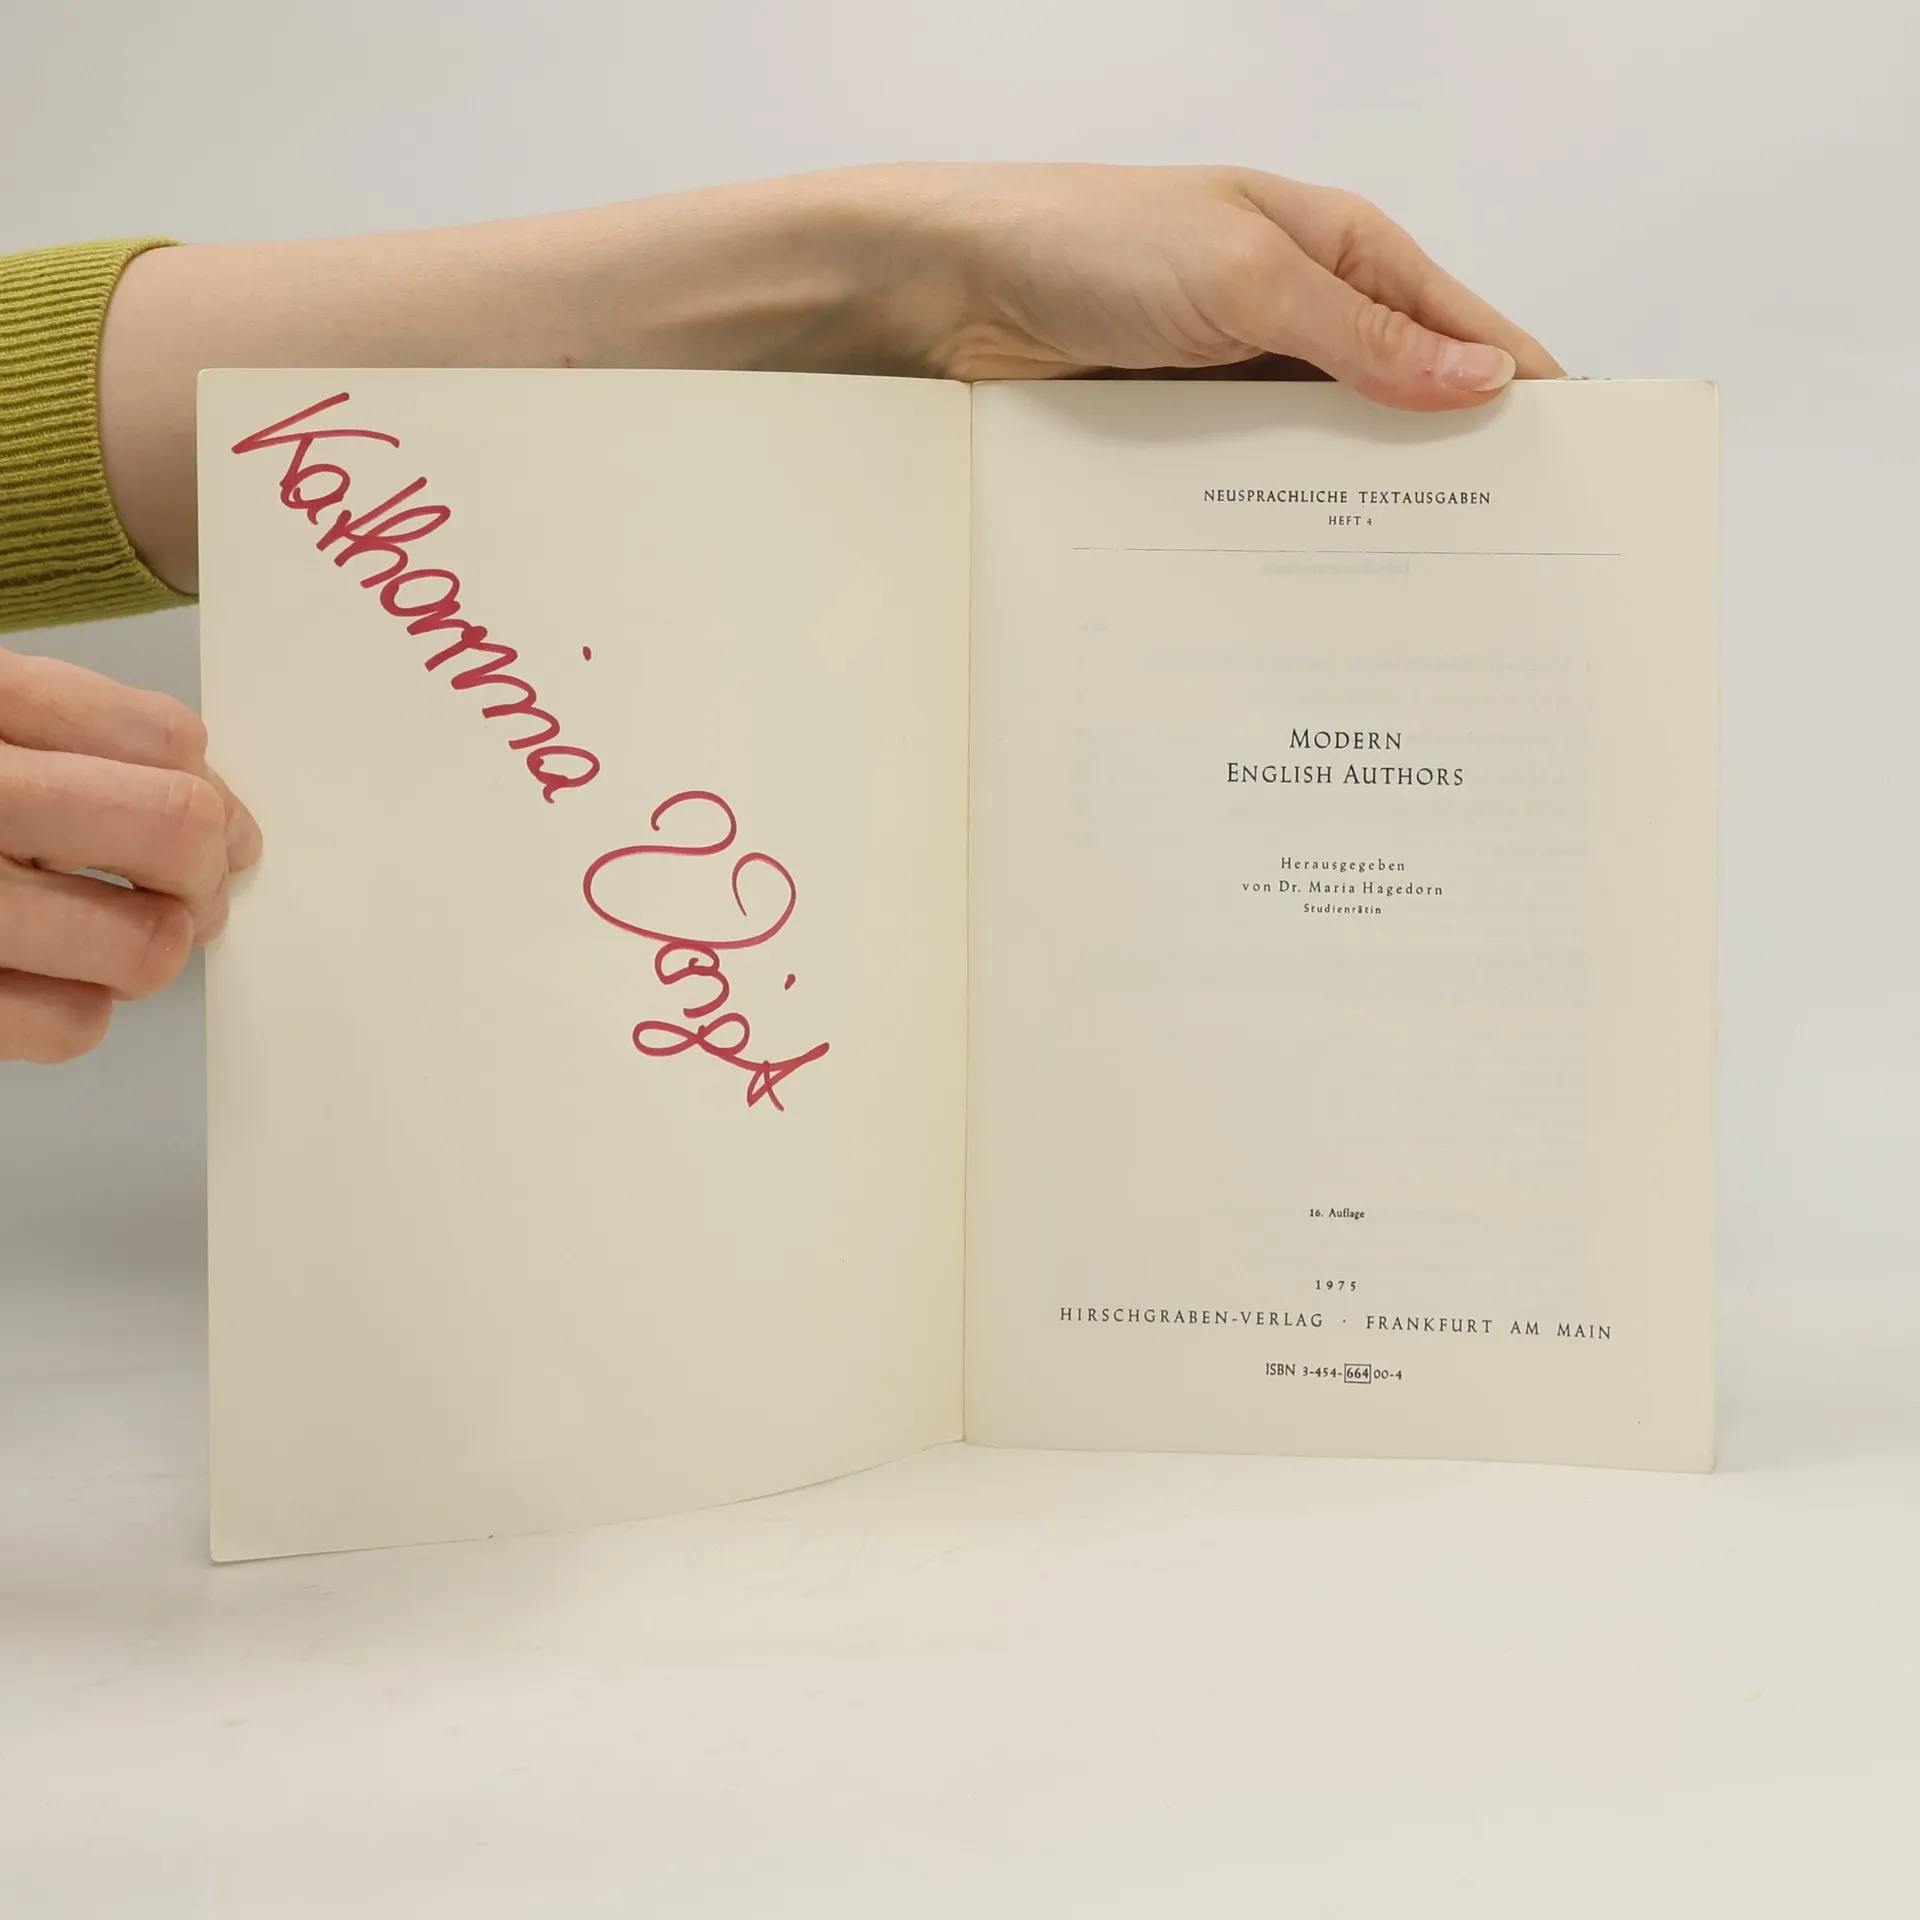 Katharina
NEUSPRACHLICHE TEXTAUSGABEN
HEFT 4
MODERN
ENGLISH AUTHORS
Herausgegeben
von Dr. Maria Hagedorn
Studienrätin
16. Auflage
1975
HIRSCHGRABEN-VERLAG · FRANKFURT AM MAIN
ISBN 3-454-66400-4